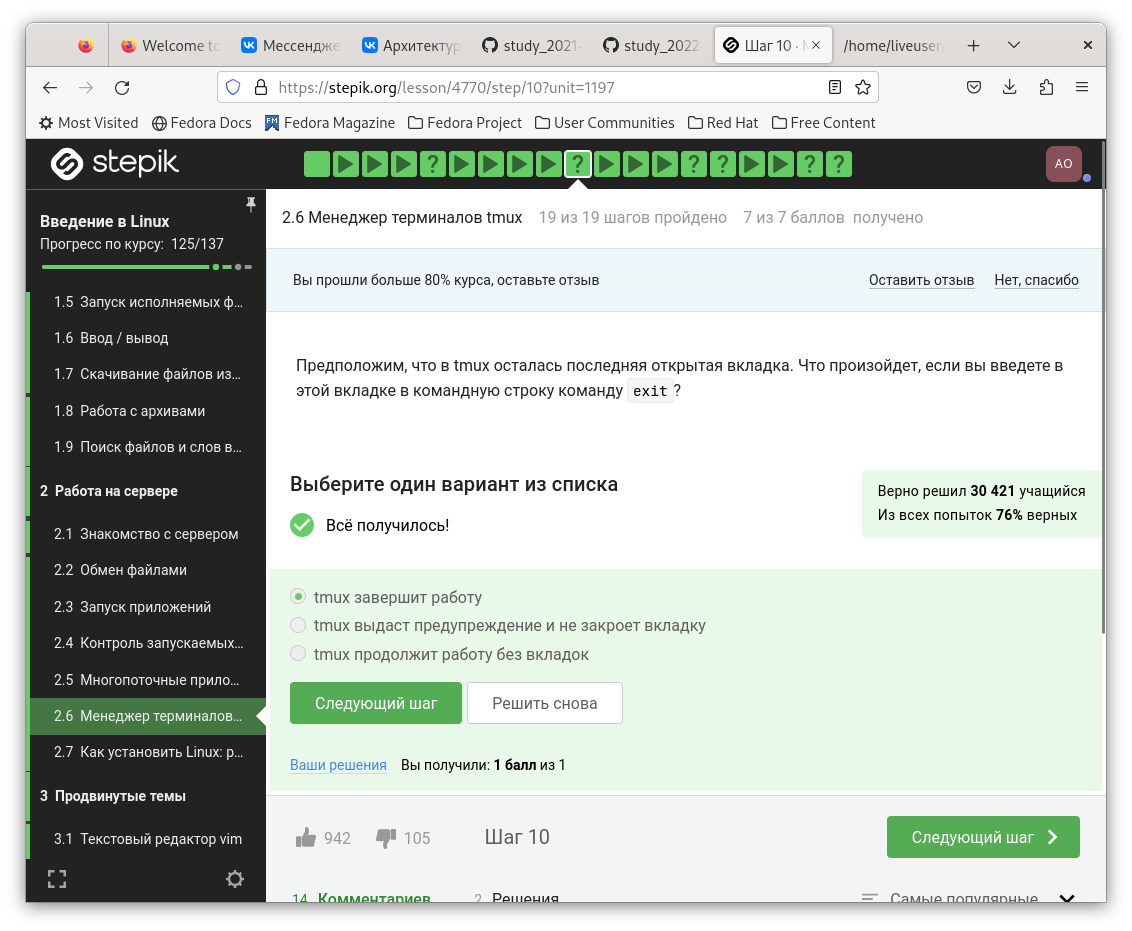 Welcome to
Мессендже
Архитектур
study_2021-
study_2022
Шаг 10 ·
/home/liveuser
https://stepik.org/lesson/4770/step/10?unit=1197
Most Visited
Fedora Docs
Fedora Magazine
Fedora Project
User Communities
Red Hat
Free Content
stepik
AO
Введение в Linux
Прогресс по курсу: 125/137
1.5 Запуск исполняемых ф...
1.6 Ввод / вывод
1.7 Скачивание файлов из...
1.8 Работа с архивами
1.9 Поиск файлов и слов в...
2 Работа на сервере
2.1 Знакомство с сервером
2.2 Обмен файлами
2.3 Запуск приложений
2.4 Контроль запускаемых...
2.5 Многопоточные прило...
2.6 Менеджер терминалов...
2.7 Как установить Linux: р...
3 Продвинутые темы
3.1 Текстовый редактор vim
2.6 Менеджер терминалов tmux 19 из 19 шагов пройдено 7 из 7 баллов получено
Вы прошли больше 80% курса, оставьте отзыв
Оставить отзыв
Нет, спасибо
Предположим, что в tmux осталась последняя открытая вкладка. Что произойдет, если вы введете в
этой вкладке в командную строку команду exit ?
Выберите один вариант из списка
Всё получилось!
Верно решил 30 421 учащийся
Из всех попыток 76% верных
tmux завершит работу
tmux выдаст предупреждение и не закроет вкладку
tmux продолжит работу без вкладок
Следующий шаг
Решить снова
Ваши решения
Вы получили: 1 балл из 1
942
105
Шаг 10
Следующий шаг
14 Комментариев
2 Решения
Самые популярные